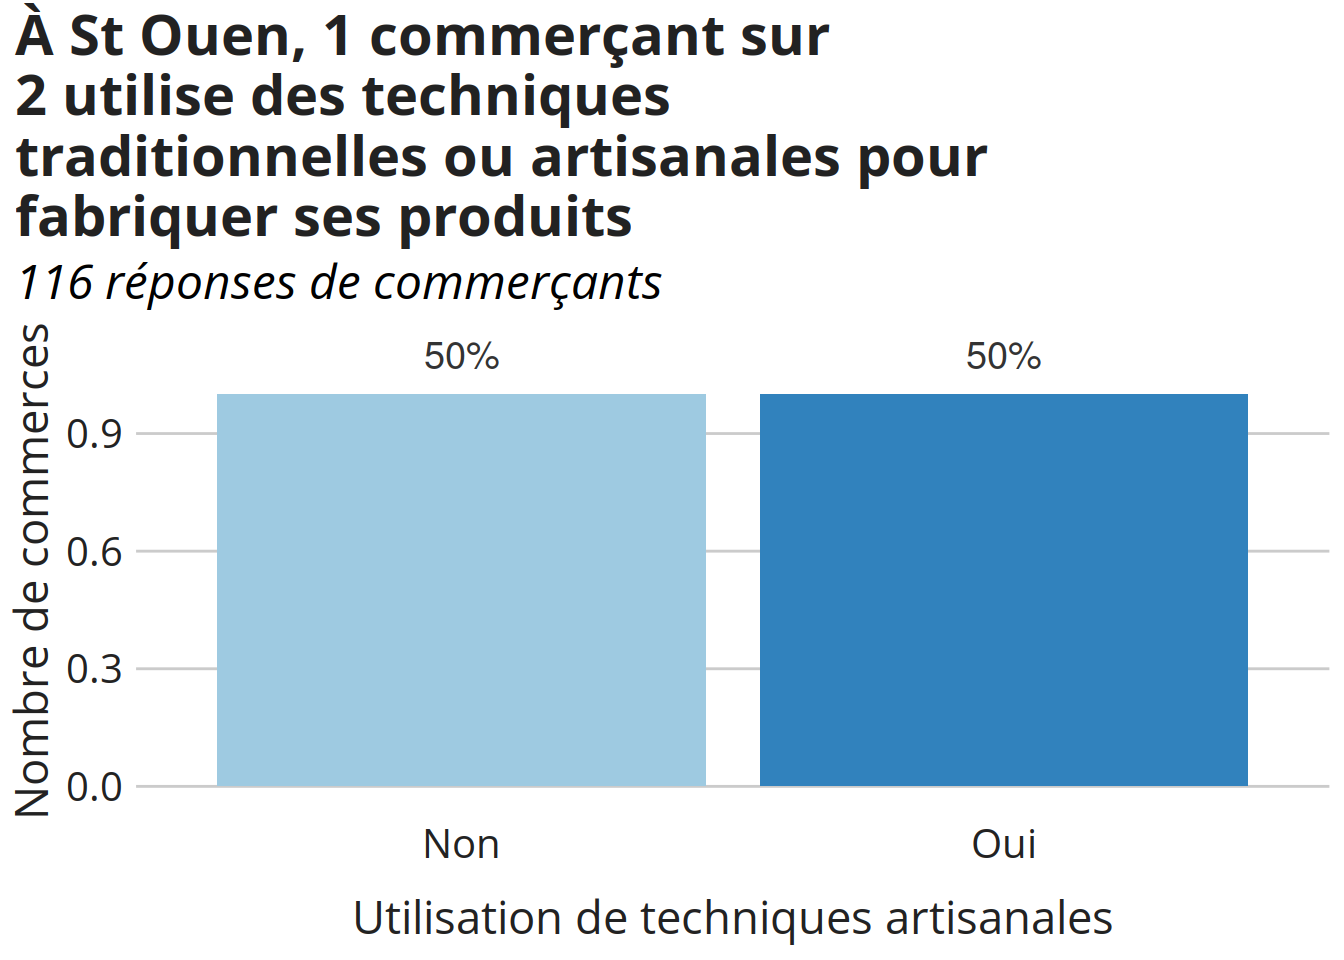 À St Ouen, 1 commerçant sur
2 utilise des techniques
traditionnelles ou artisanales pour
fabriquer ses produits
116 réponses de commerçants
Nombre de commerces
50%
50%
0.9
0.6
0.3
0.0
Non
Oui
Utilisation de techniques artisanales